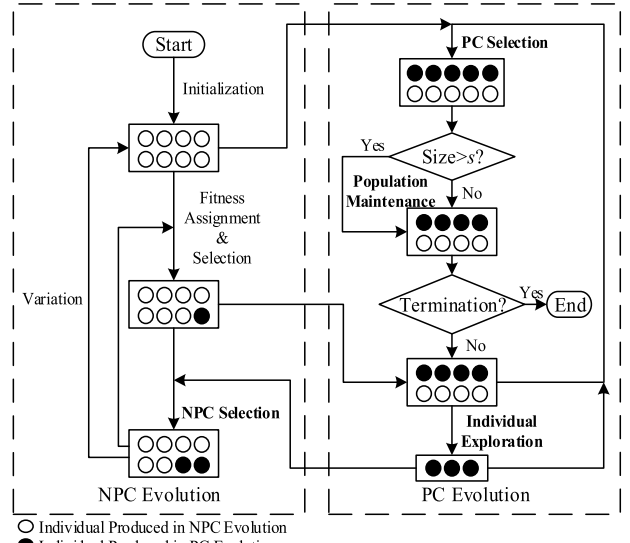 Start
Initialization
Fitness
Assignment
&
Selection
Variation
NPC Selection
NPC Evolution
PC Selection
Size>s?
Yes
No
Population
Maintenance
Termination?
Yes
End
No
Individual
Exploration
PC Evolution
Individual Produced in NPC Evolution